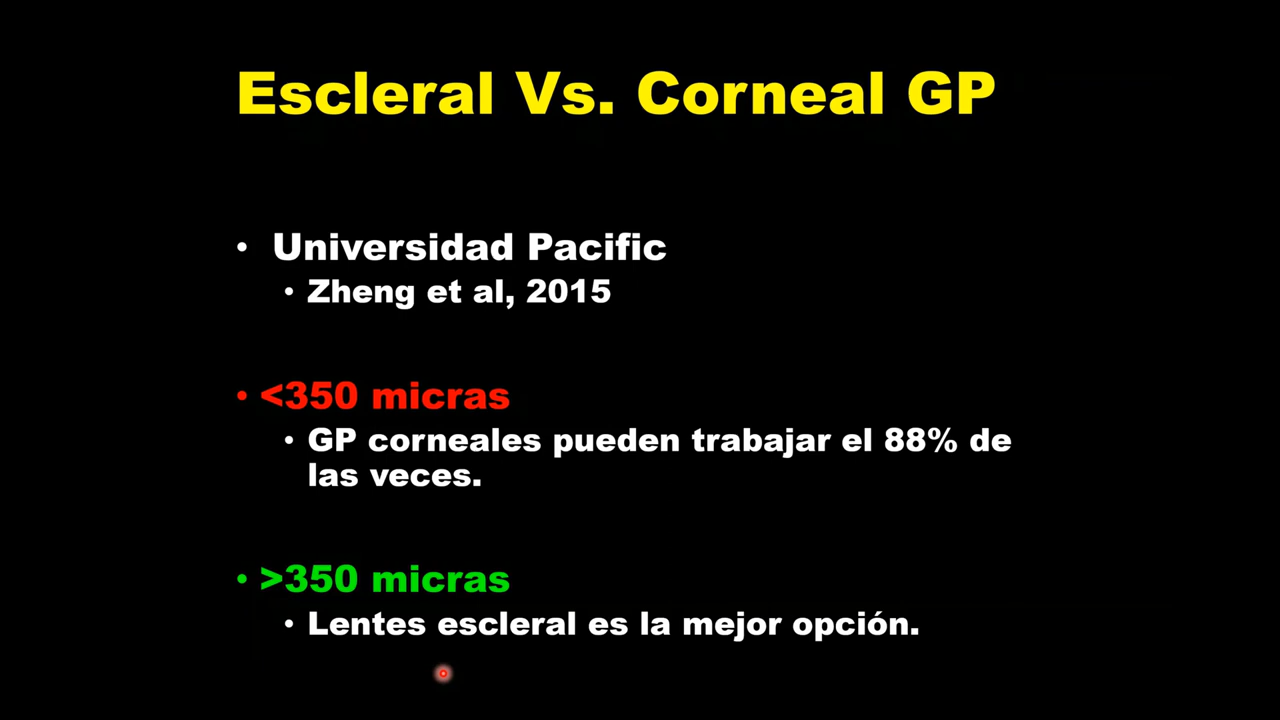 Escleral Vs. Corneal GP
• Universidad Pacific
• Zheng et al, 2015
• <350 micras
• GP corneales pueden trabajar el 88% de
las veces.
• >350 micras
• Lentes escleral es la mejor opción.